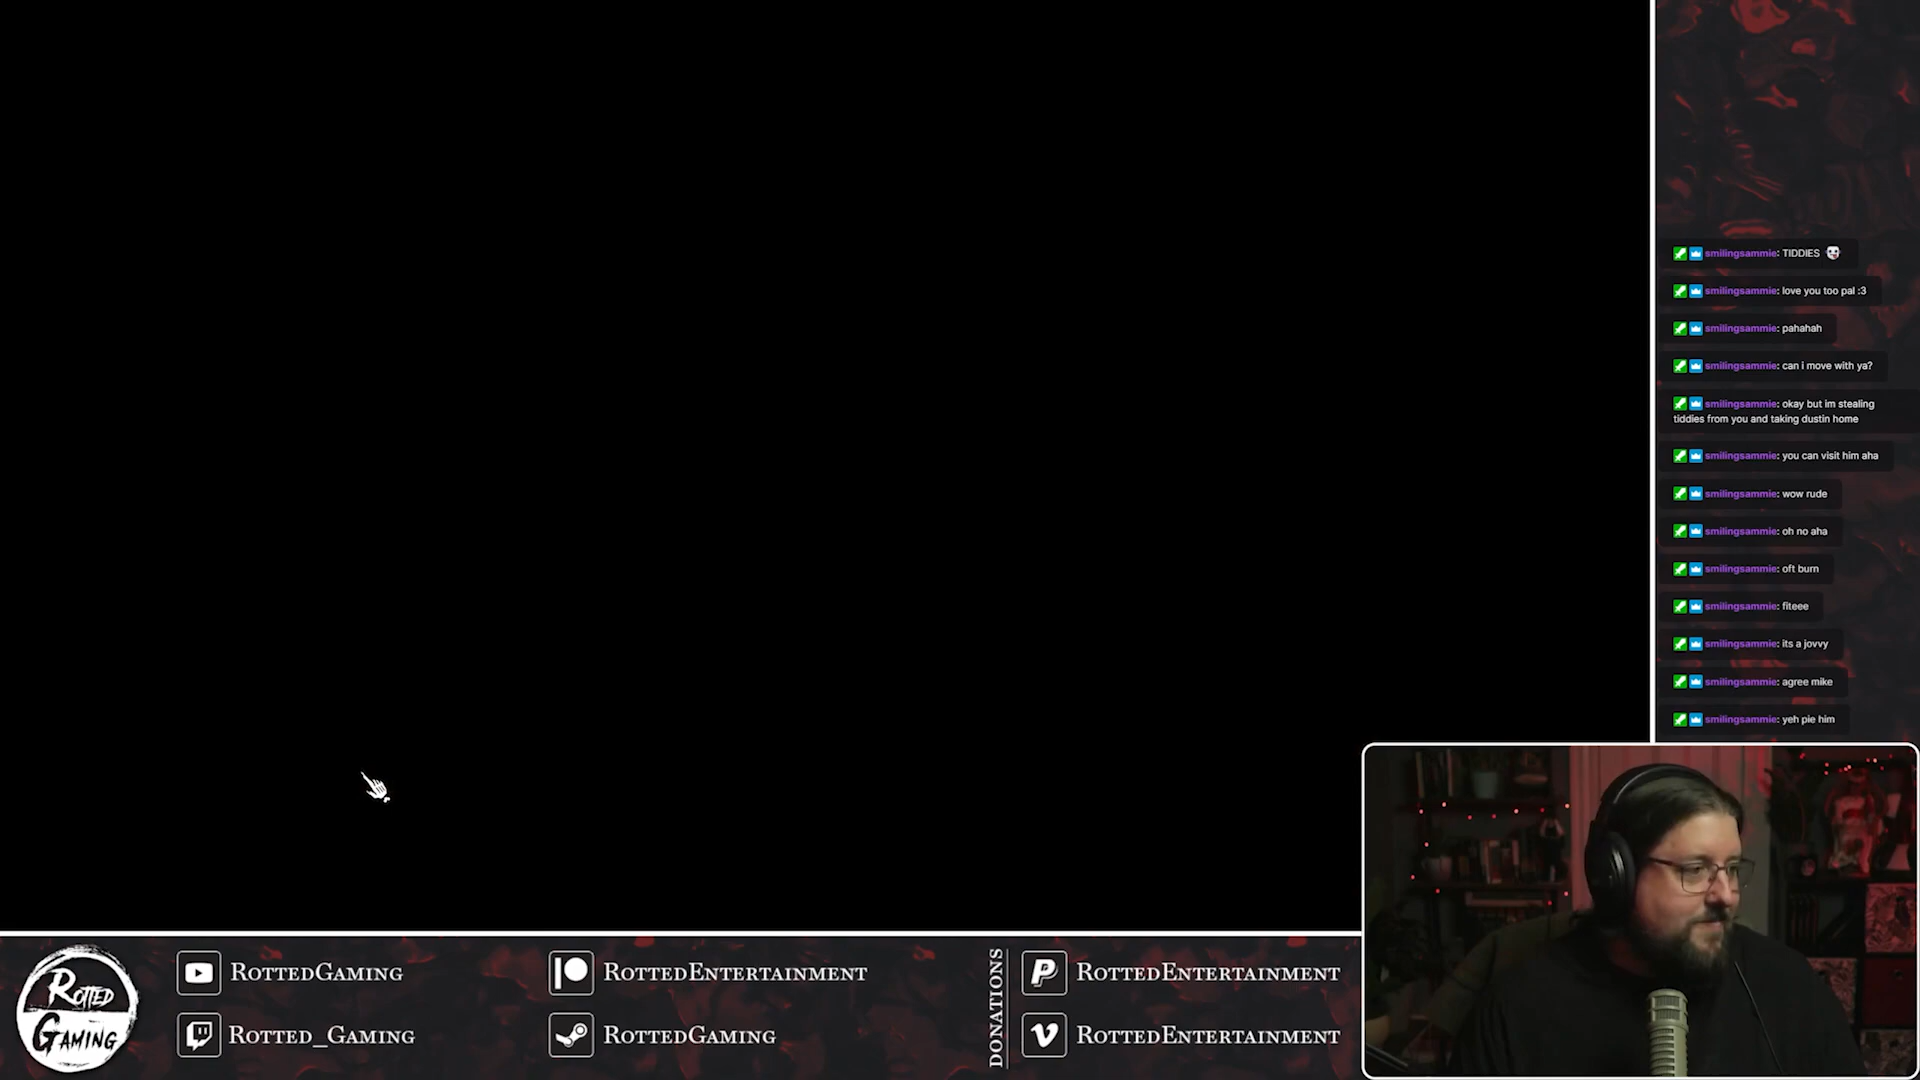 smilingsammie: TIDDIES
smilingsammie: love you too pal :3
smilingsammie: pahahah
smilingsammie: can i move with ya?
smilingsammie: okay but im stealing
tiddies from you and taking dustin home
smilingsammie: you can visit him aha
smilingsammie: wow rude
smilingsammie: oh no aha
smilingsammie: oft burn
smilingsammie: fiteee
smilingsammie: its a jovvy
smilingsammie: agree mike
smilingsammie: yeh pie him
ROTTED
GAMING
ROTTEDGAMING
ROTTED_GAMING
ROTTEDENTERTAINMENT
ROTTEDGAMING
DONATIONS
ROTTEDENTERTAINMENT
ROTTEDENTERTAINMENT